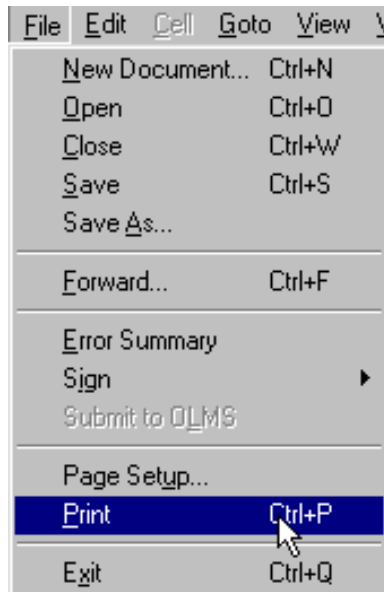 File Edit Cell Goto View
New Document... Ctrl+N
Open Ctrl+O
Close Ctrl+W
Save Ctrl+S
Save As...
Forward... Ctrl+F
Error Summary
Sign
Submit to OLMS
Page Setup...
Print Ctrl+P
Exit Ctrl+Q